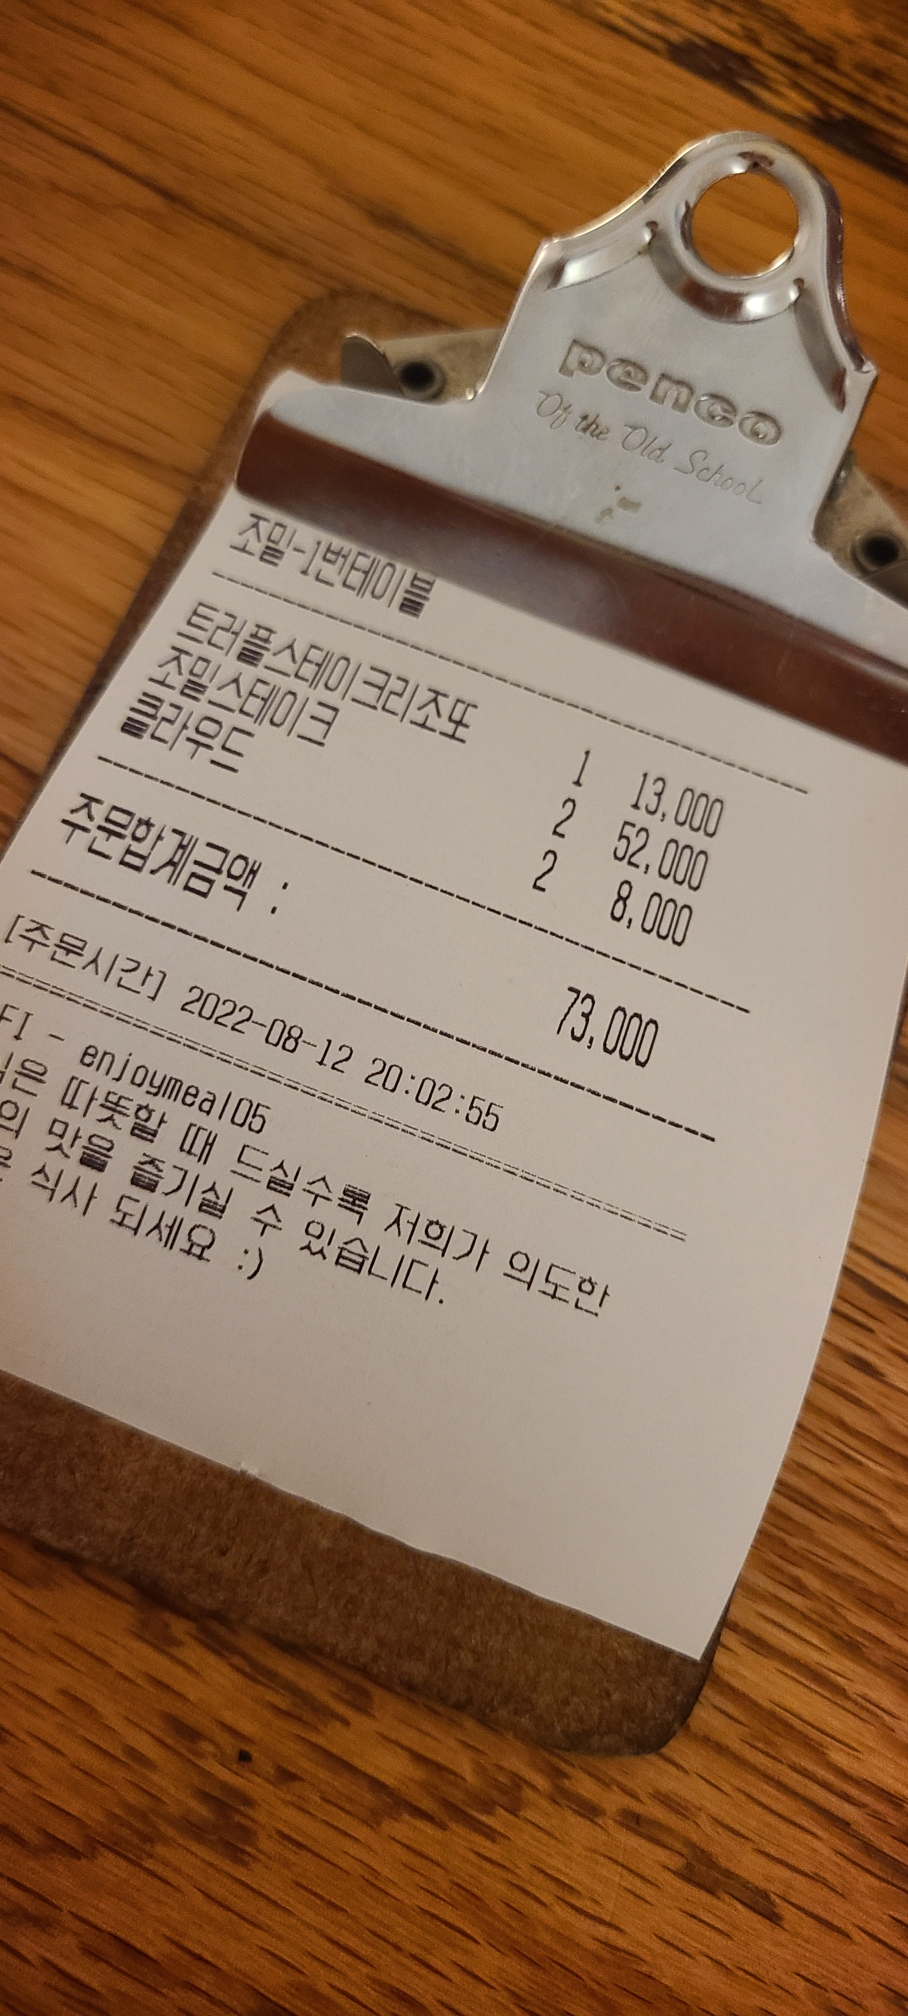 penco
Of the Old School
조밀-1번테이블
트러플스테이크리조또 1 13,000
조밀스테이크 2 52,000
클라우드 2 8,000
주문합계금액 : 73,000
[주문시간] 2022-08-12 20:02:55
FI - enjoymeal05
따뜻할 때 드실수록 저희가 의도한
맛을 즐기실 수 있습니다.
식사 되세요 :)